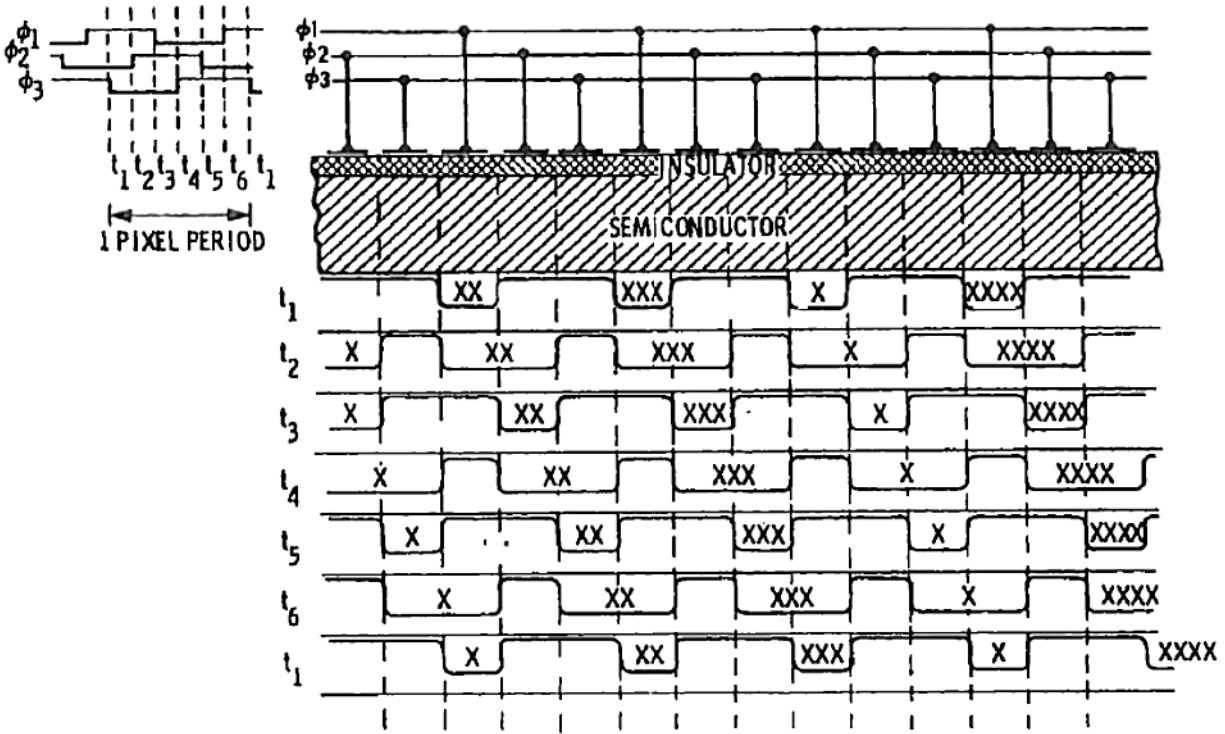 ϕ1
ϕ2
ϕ3
t1 t2 t3 t4 t5 t6 t1
1 PIXEL PERIOD
ϕ1
ϕ2
ϕ3
INSULATOR
SEMICONDUCTOR
t1 XX XXX X XXXX
t2 X XX XXX X XXXX
t3 X XX XXX X XXXX
t4 X XX XXX X XXXX
t5 X XX XXX X XXXX
t6 X XX XXX X XXXX
t1 X XX XXX X XXXX